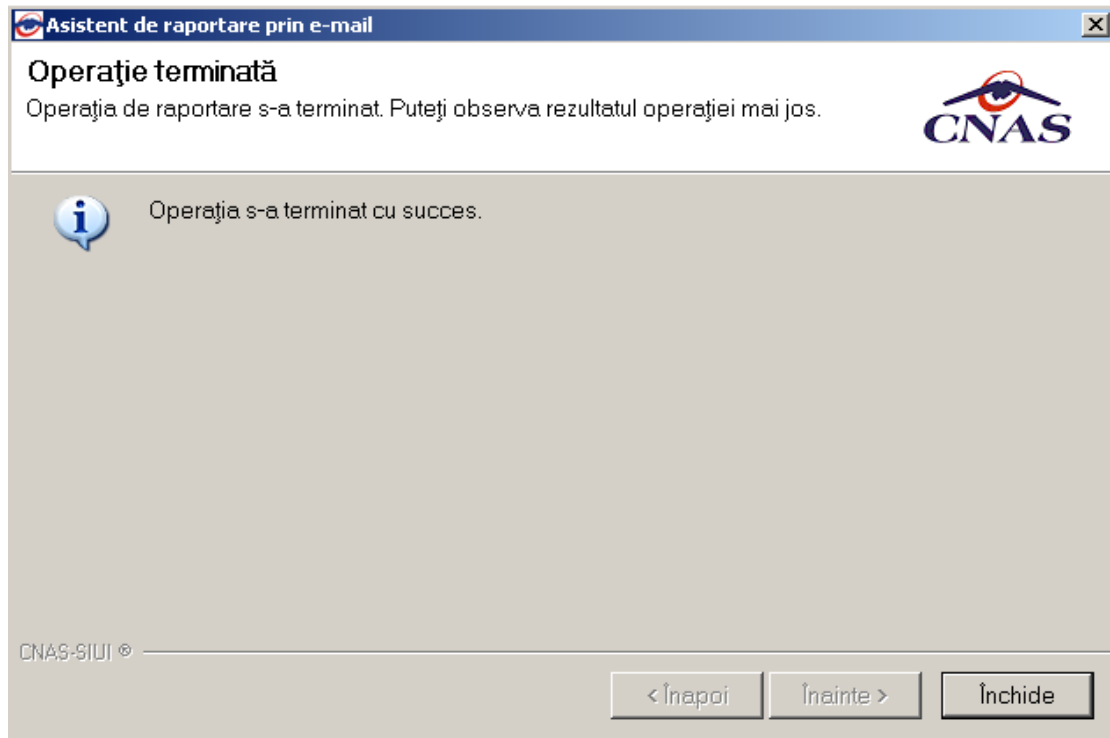 Asistent de raportare prin e-mail
Operaţie terminată
Operaţia de raportare s-a terminat. Puteţi observa rezultatul operaţiei mai jos.
CNAS
Operaţia s-a terminat cu succes.
CNAS-SIUI ®
< Înapoi
Înainte >
Închide